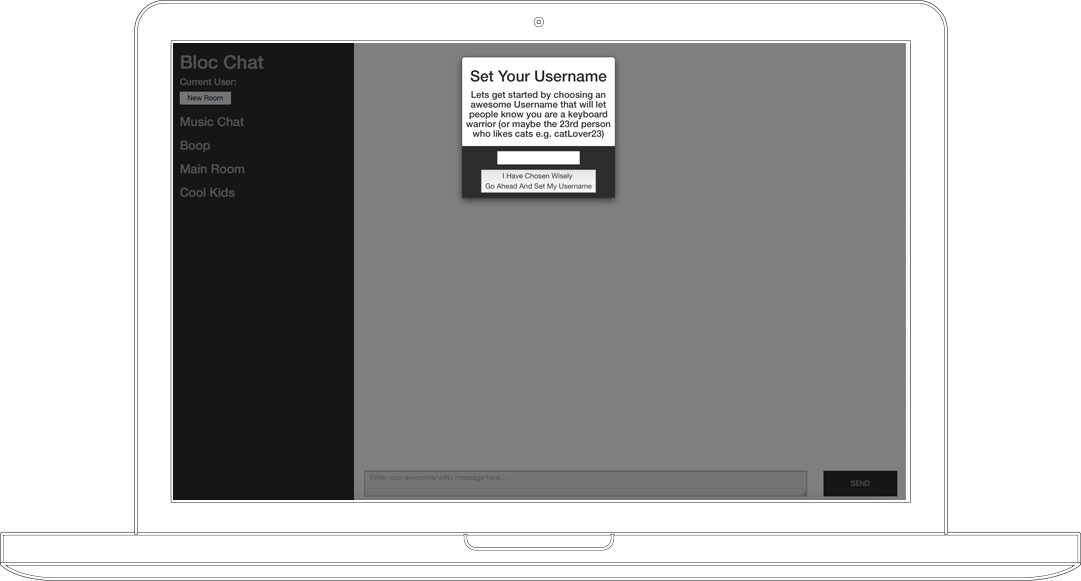 Bloc Chat
Current User:
New Room
Music Chat
Boop
Main Room
Cool Kids
Set Your Username
Lets get started by choosing an
awesome Username that will let
people know you are a keyboard
warrior (or maybe the 23rd person
who likes cats e.g. catLover23)
I Have Chosen Wisely
Go Ahead And Set My Username
Enter your awesome/witty message here...
SEND